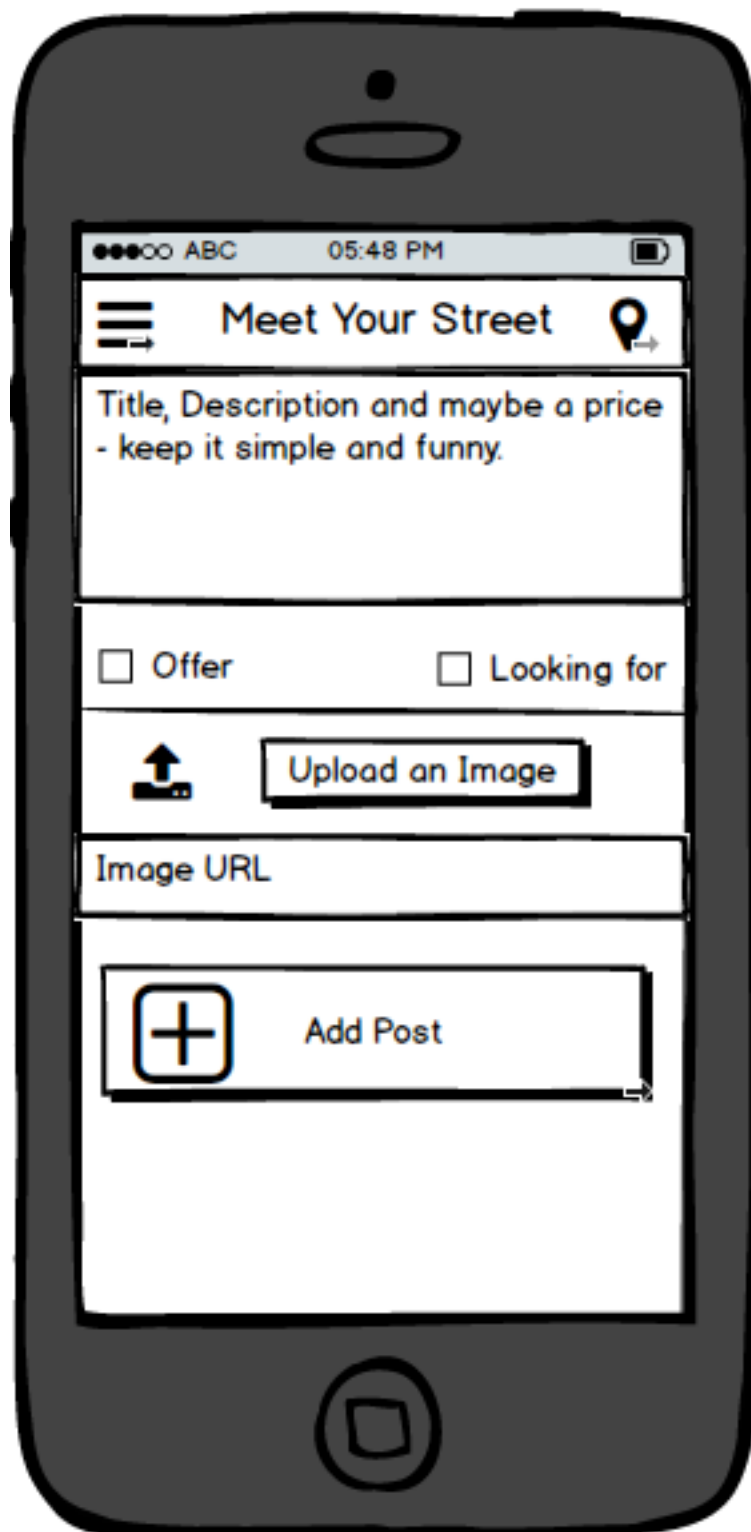 ABC 05:48 PM
Meet Your Street
Title, Description and maybe a price
- keep it simple and funny.
Offer Looking for
Upload an Image
Image URL
Add Post